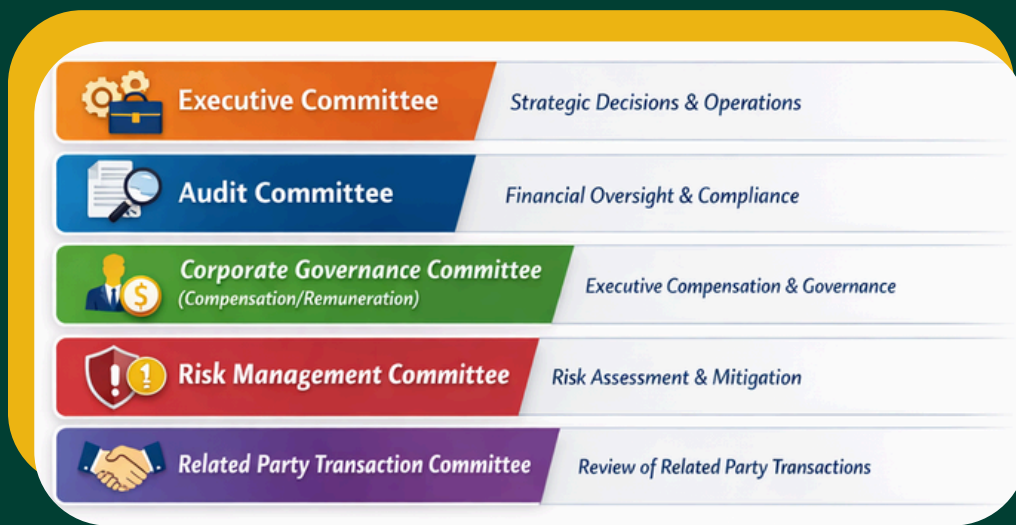 Executive Committee
Strategic Decisions & Operations
Audit Committee
Financial Oversight & Compliance
Corporate Governance Committee
(Compensation/Remuneration)
$
Executive Compensation & Governance
1
Risk Management Committee
Risk Assessment & Mitigation
Related Party Transaction Committee
Review of Related Party Transactions